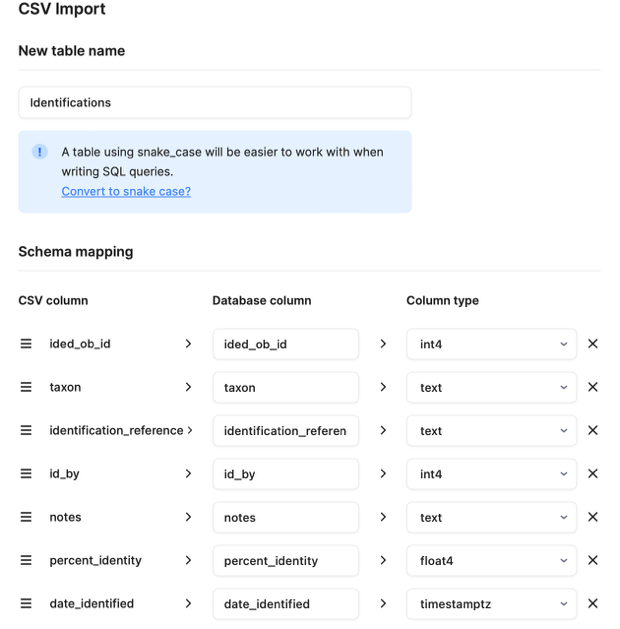 CSV Import
New table name
Identifications
! A table using snake_case will be easier to work with when
writing SQL queries.
Convert to snake case?
Schema mapping
CSV column Database column Column type
ided_ob_id ided_ob_id int4
taxon taxon text
identification_reference identification_referen text
id_by id_by int4
notes notes text
percent_identity percent_identity float4
date_identified date_identified timestamptz